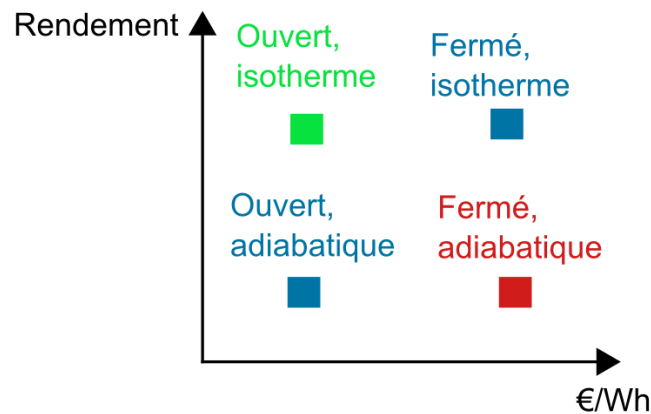 Rendement
Ouvert,
isotherme
Fermé,
isotherme
Ouvert,
adiabatique
Fermé,
adiabatique
€/Wh